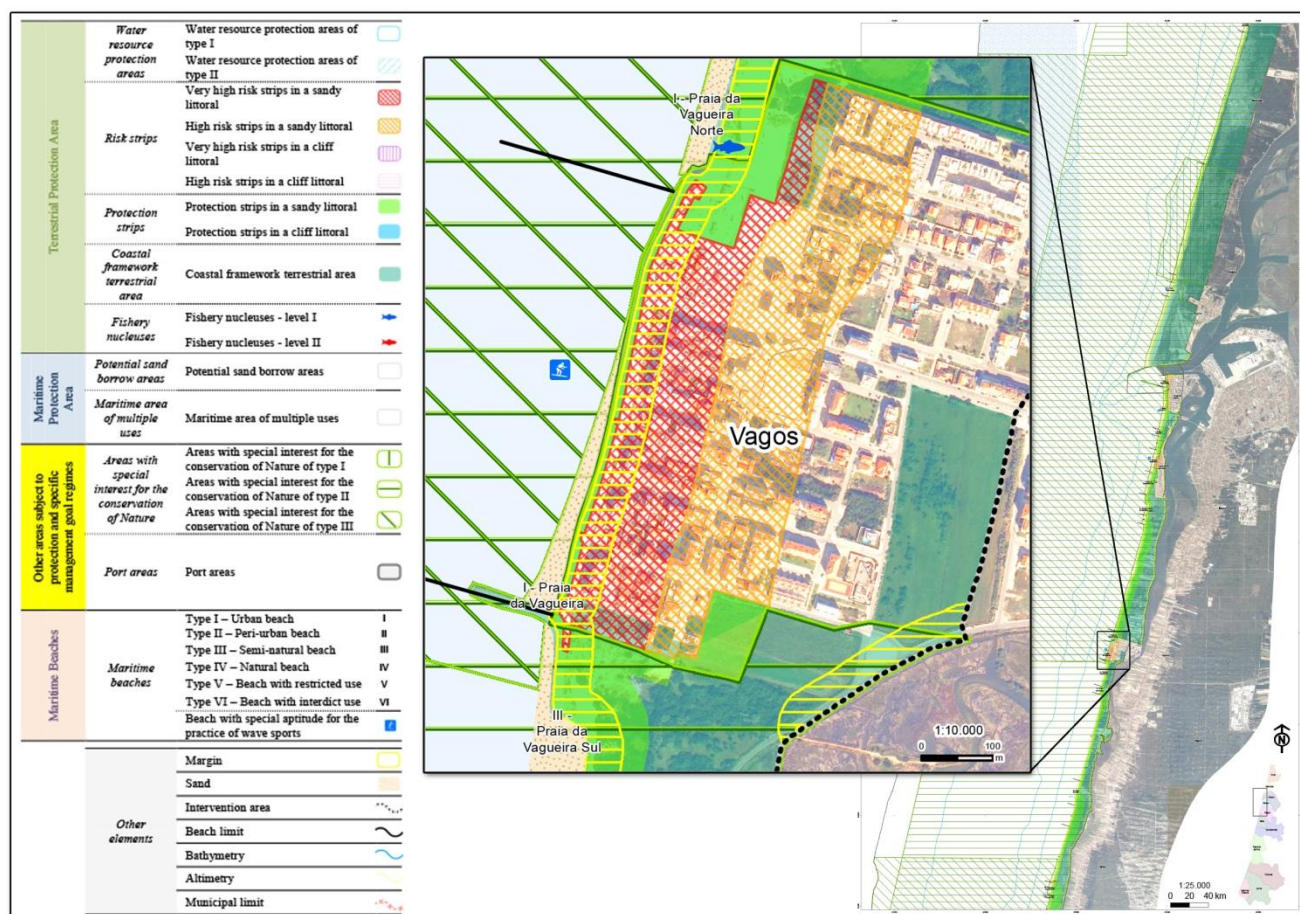 Terrestrial Protection Area
Water
resource
protection
areas
Water resource protection areas of
type I
Water resource protection areas of
type II
Risk strips
Very high risk strips in a sandy
littoral
High risk strips in a sandy littoral
Very high risk strips in a cliff
littoral
High risk strips in a cliff littoral
Protection
strips
Protection strips in a sandy littoral
Protection strips in a cliff littoral
Coastal
framework
terrestrial
area
Coastal framework terrestrial area
Fishery
nucleuses
Fishery nucleuses - level I
Fishery nucleuses - level II
Maritime
Protection
Area
Potential sand
borrow areas
Potential sand borrow areas
Maritime area
of multiple
uses
Maritime area of multiple uses
Other areas subject to
protection and specific
management goal regimes
Areas with
special
interest for the
conservation
of Nature
Areas with special interest for the
conservation of Nature of type I
Areas with special interest for the
conservation of Nature of type II
Areas with special interest for the
conservation of Nature of type III
Port areas
Port areas
Maritime Beaches
Maritime
beaches
Type I – Urban beach I
Type II – Peri-urban beach II
Type III – Semi-natural beach III
Type IV – Natural beach IV
Type V – Beach with restricted use V
Type VI – Beach with interdict use VI
Beach with special aptitude for the
practice of wave sports
Other
elements
Margin
Sand
Intervention area
Beach limit
Bathymetry
Altimetry
Municipal limit
I - Praia da
Vagueira
Norte
Vagos
I - Praia
da Vagueira
III -
Praia da
Vagueira Sul
1:10.000
0 100
m
N
1:25.000
0 20 40 km